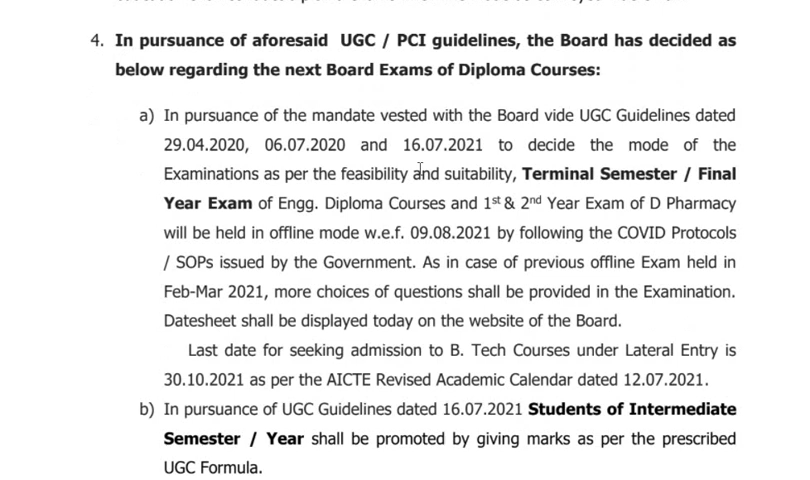 4. In pursuance of aforesaid UGC / PCI guidelines, the Board has decided as
below regarding the next Board Exams of Diploma Courses:
a) In pursuance of the mandate vested with the Board vide UGC Guidelines dated
29.04.2020, 06.07.2020 and 16.07.2021 to decide the mode of the
Examinations as per the feasibility and suitability, Terminal Semester / Final
Year Exam of Engg. Diploma Courses and 1st & 2nd Year Exam of D Pharmacy
will be held in offline mode w.e.f. 09.08.2021 by following the COVID Protocols
/ SOPs issued by the Government. As in case of previous offline Exam held in
Feb-Mar 2021, more choices of questions shall be provided in the Examination.
Datesheet shall be displayed today on the website of the Board.
Last date for seeking admission to B. Tech Courses under Lateral Entry is
30.10.2021 as per the AICTE Revised Academic Calendar dated 12.07.2021.
b) In pursuance of UGC Guidelines dated 16.07.2021 Students of Intermediate
Semester / Year shall be promoted by giving marks as per the prescribed
UGC Formula.